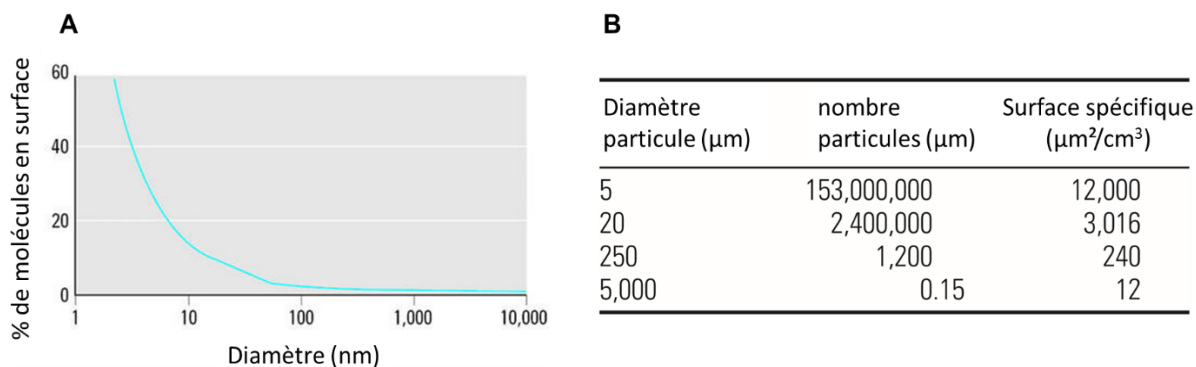 A
% de molécules en surface
60
40
20
0
1
10
100
1,000
10,000
Diamètre (nm)
B
Diamètre nombre Surface spécifique
particule (µm) particules (µm) (µm²/cm³)
5 153,000,000 12,000
20 2,400,000 3,016
250 1,200 240
5,000 0.15 12